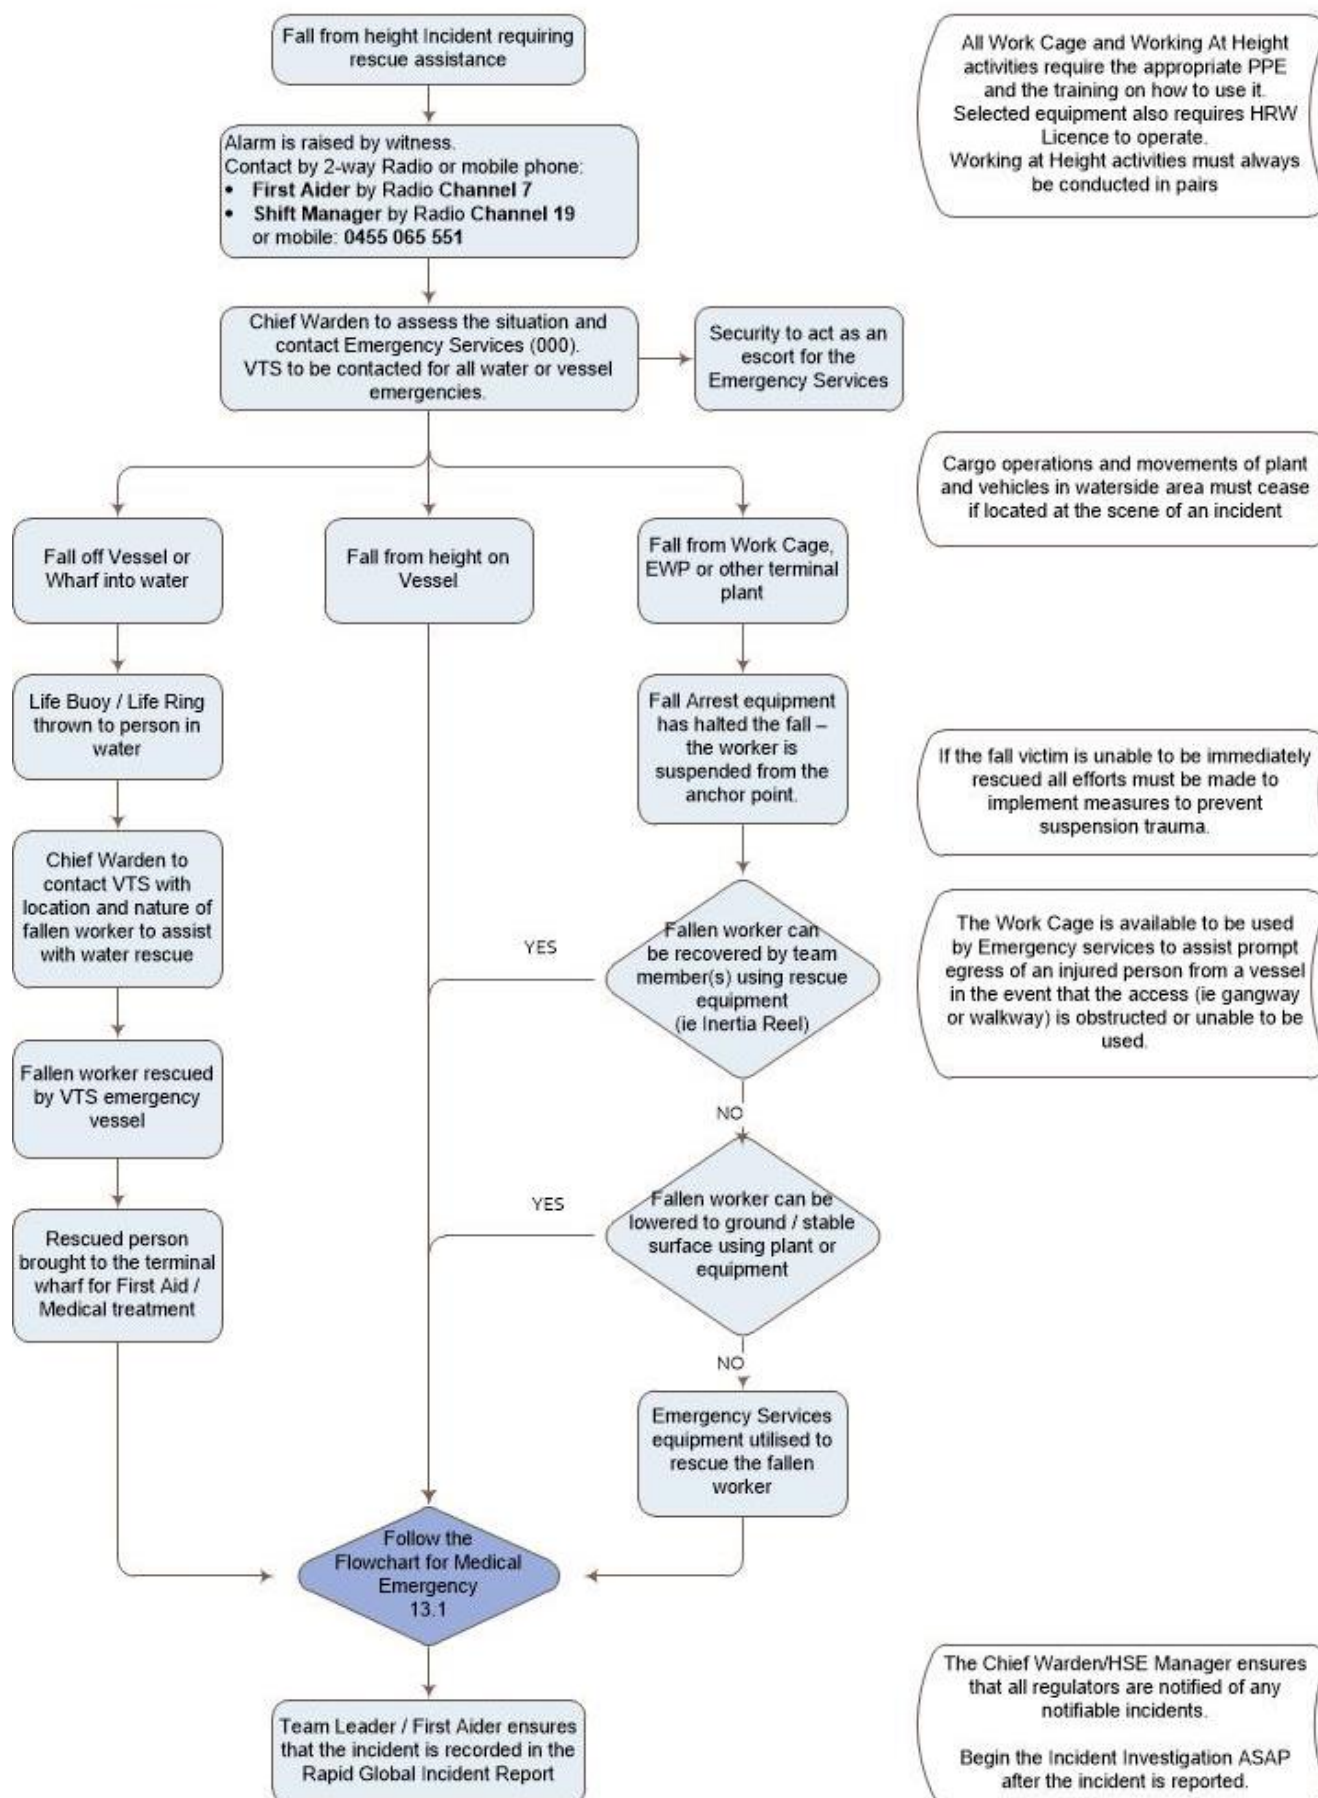 Fall from height Incident requiring
rescue assistance
All Work Cage and Working At Height
activities require the appropriate PPE
and the training on how to use it.
Selected equipment also requires HRW
Licence to operate.
Working at Height activities must always
be conducted in pairs
Alarm is raised by witness.
Contact by 2-way Radio or mobile phone:
• First Aider by Radio Channel 7
• Shift Manager by Radio Channel 19
or mobile: 0455 065 551
Chief Warden to assess the situation and
contact Emergency Services (000).
VTS to be contacted for all water or vessel
emergencies.
Security to act as an
escort for the
Emergency Services
Cargo operations and movements of plant
and vehicles in waterside area must cease
if located at the scene of an incident
Fall off Vessel or
Wharf into water
Fall from height on
Vessel
Fall from Work Cage,
EWP or other terminal
plant
Life Buoy / Life Ring
thrown to person in
water
Fall Arrest equipment
has halted the fall –
the worker is
suspended from the
anchor point.
If the fall victim is unable to be immediately
rescued all efforts must be made to
implement measures to prevent
suspension trauma.
Chief Warden to
contact VTS with
location and nature of
fallen worker to assist
with water rescue
YES
Fallen worker can
be recovered by team
member(s) using rescue
equipment
(ie Inertia Reel)
The Work Cage is available to be used
by Emergency services to assist prompt
egress of an injured person from a vessel
in the event that the access (ie gangway
or walkway) is obstructed or unable to be
used.
Fallen worker rescued
by VTS emergency
vessel
NO
YES
Fallen worker can be
lowered to ground / stable
surface using plant or
equipment
Rescued person
brought to the terminal
wharf for First Aid /
Medical treatment
NO
Emergency Services
equipment utilised to
rescue the fallen
worker
Follow the
Flowchart for Medical
Emergency
13.1
Team Leader / First Aider ensures
that the incident is recorded in the
Rapid Global Incident Report
The Chief Warden/HSE Manager ensures
that all regulators are notified of any
notifiable incidents.
Begin the Incident Investigation ASAP
after the incident is reported.